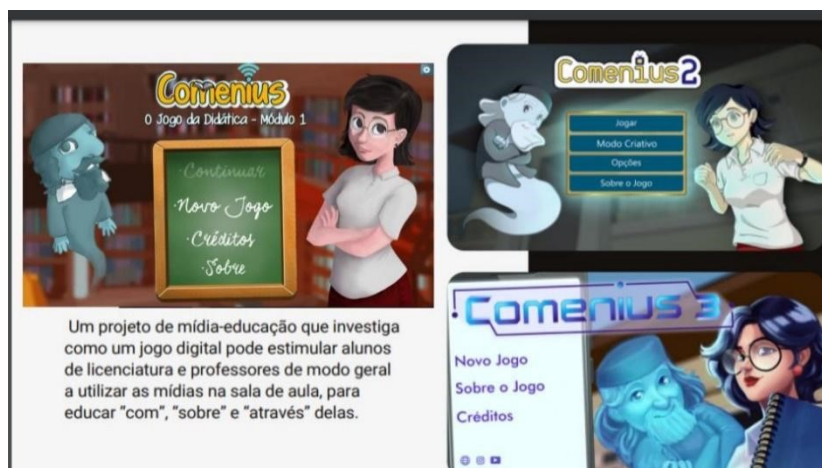 Comenius
O Jogo da Didática - Módulo 1
·Continuar
·Novo Jogo
·Créditos
·Sobre
Um projeto de mídia-educação que investiga
como um jogo digital pode estimular alunos
de licenciatura e professores de modo geral
a utilizar as mídias na sala de aula, para
educar “com”, “sobre” e “através” delas.
Comenius2
Jogar
Modo Criativo
Opções
Sobre o Jogo
Comenius 3
Novo Jogo
Sobre o Jogo
Créditos